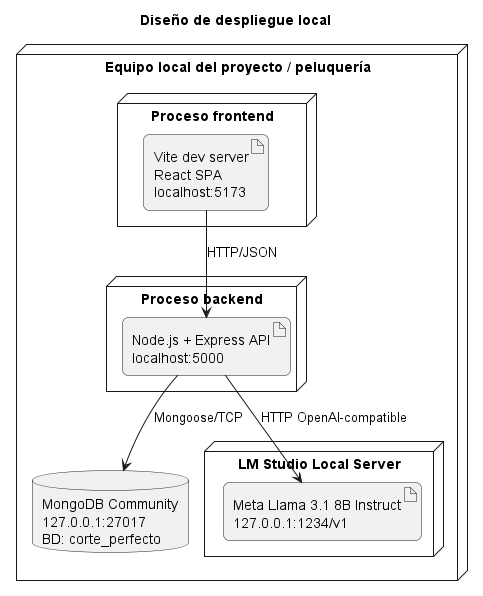 Diseño de despliegue local
Equipo local del proyecto / peluquería
Proceso frontend
Vite dev server
React SPA
localhost:5173
HTTP/JSON
Proceso backend
Node.js + Express API
localhost:5000
Mongoose/TCP
HTTP OpenAI-compatible
MongoDB Community
127.0.0.1:27017
BD: corte_perfecto
LM Studio Local Server
Meta Llama 3.1 8B Instruct
127.0.0.1:1234/v1